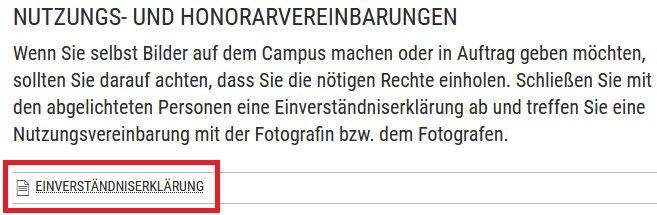 NUTZUNGS- UND HONORARVEREINBARUNGEN
Wenn Sie selbst Bilder auf dem Campus machen oder in Auftrag geben möchten,
sollten Sie darauf achten, dass Sie die nötigen Rechte einholen. Schließen Sie mit
den abgelichteten Personen eine Einverständniserklärung ab und treffen Sie eine
Nutzungsvereinbarung mit der Fotografin bzw. dem Fotografen.
EINVERSTÄNDNISERKLÄRUNG